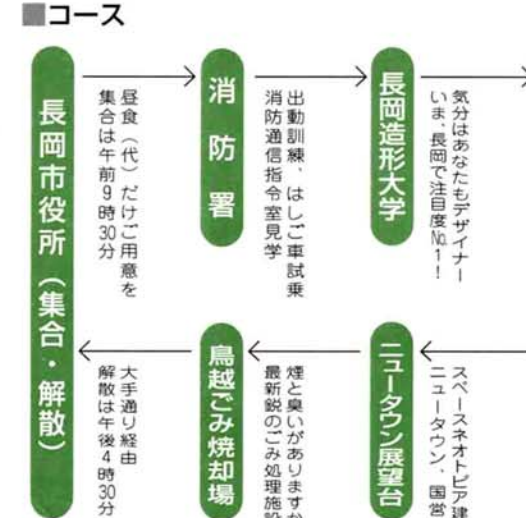 ■コース
長岡市役所（集合・解散）
昼食（代）だけご用意を
集合は午前9時30分
消防署
出動訓練、はしご車試乗
消防通信指令室見学
長岡造形大学
気分はあなたもデザイナー
いま、長岡で注目度No.1！
スペースネオトピア建
ニュータウン、国営
ニュータウン展望台
煙と臭いがありますか
最新鋭のごみ処理施設
鳥越ごみ焼却場
大手通り経由
解散は午後4時30分